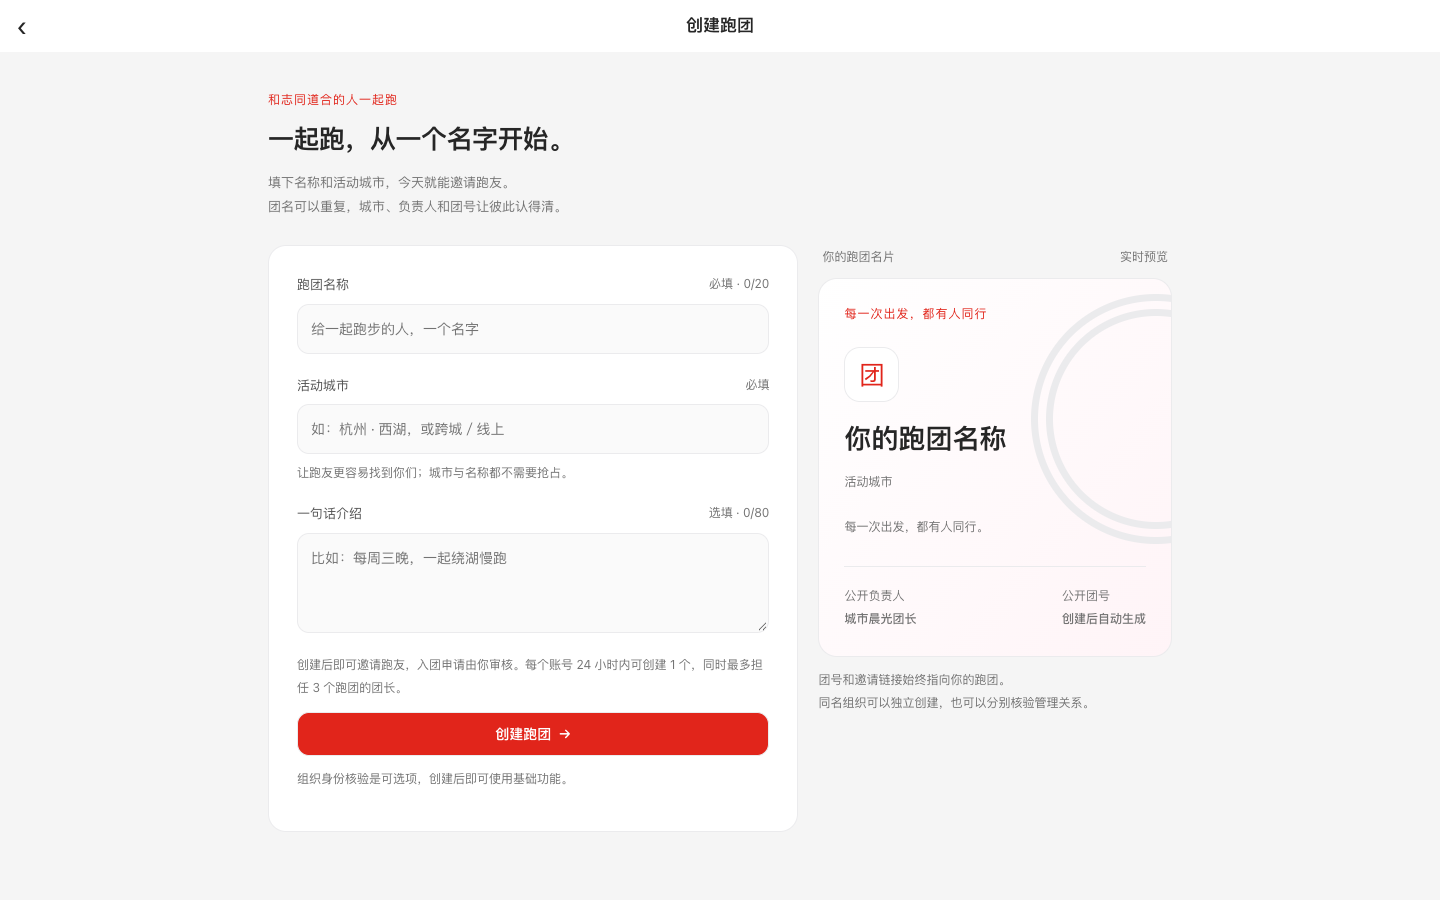 ‹
创建跑团
和志同道合的人一起跑
一起跑，从一个名字开始。
填下名称和活动城市，今天就能邀请跑友。
团名可以重复，城市、负责人和团号让彼此认得清。
跑团名称
必填 · 0/20
给一起跑步的人，一个名字
活动城市
必填
如：杭州 · 西湖，或跨城 / 线上
让跑友更容易找到你们；城市与名称都不需要抢占。
一句话介绍
选填 · 0/80
比如：每周三晚，一起绕湖慢跑
创建后即可邀请跑友，入团申请由你审核。每个账号 24 小时内可创建 1 个，同时最多担
任 3 个跑团的团长。
创建跑团 →
组织身份核验是可选项，创建后即可使用基础功能。
你的跑团名片
实时预览
每一次出发，都有人同行
团
你的跑团名称
活动城市
每一次出发，都有人同行。
公开负责人
城市晨光团长
公开团号
创建后自动生成
团号和邀请链接始终指向你的跑团。
同名组织可以独立创建，也可以分别核验管理关系。